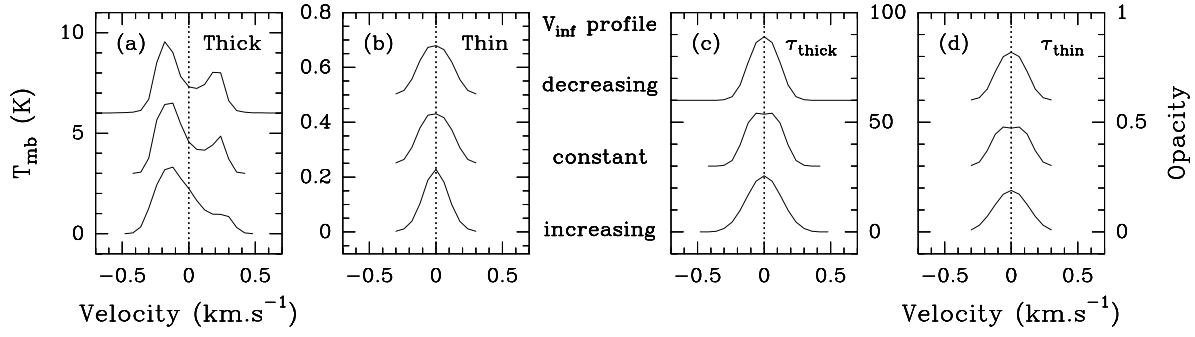 (a) Thick
(b) Thin
V_inf profile
(c) τ_thick
(d) τ_thin
10
5
0
0.8
0.6
0.4
0.2
0
decreasing
constant
increasing
100
50
0
1
0.5
0
T_mb (K)
Opacity
−0.5 0 0.5
−0.5 0 0.5
−0.5 0 0.5
−0.5 0 0.5
Velocity (km.s⁻¹)
Velocity (km.s⁻¹)